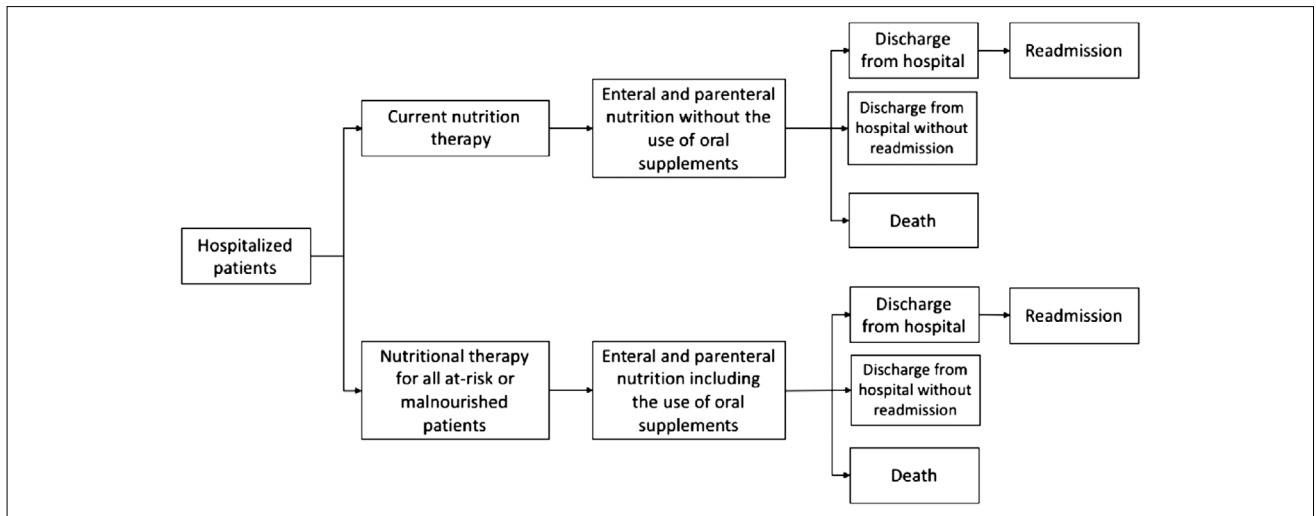 Hospitalized
patients
Current nutrition
therapy
Enteral and parenteral
nutrition without the
use of oral
supplements
Discharge
from hospital
Readmission
Discharge from
hospital without
readmission
Death
Nutritional therapy
for all at-risk or
malnourished
patients
Enteral and parenteral
nutrition including
the use of oral
supplements
Discharge
from hospital
Readmission
Discharge from
hospital without
readmission
Death